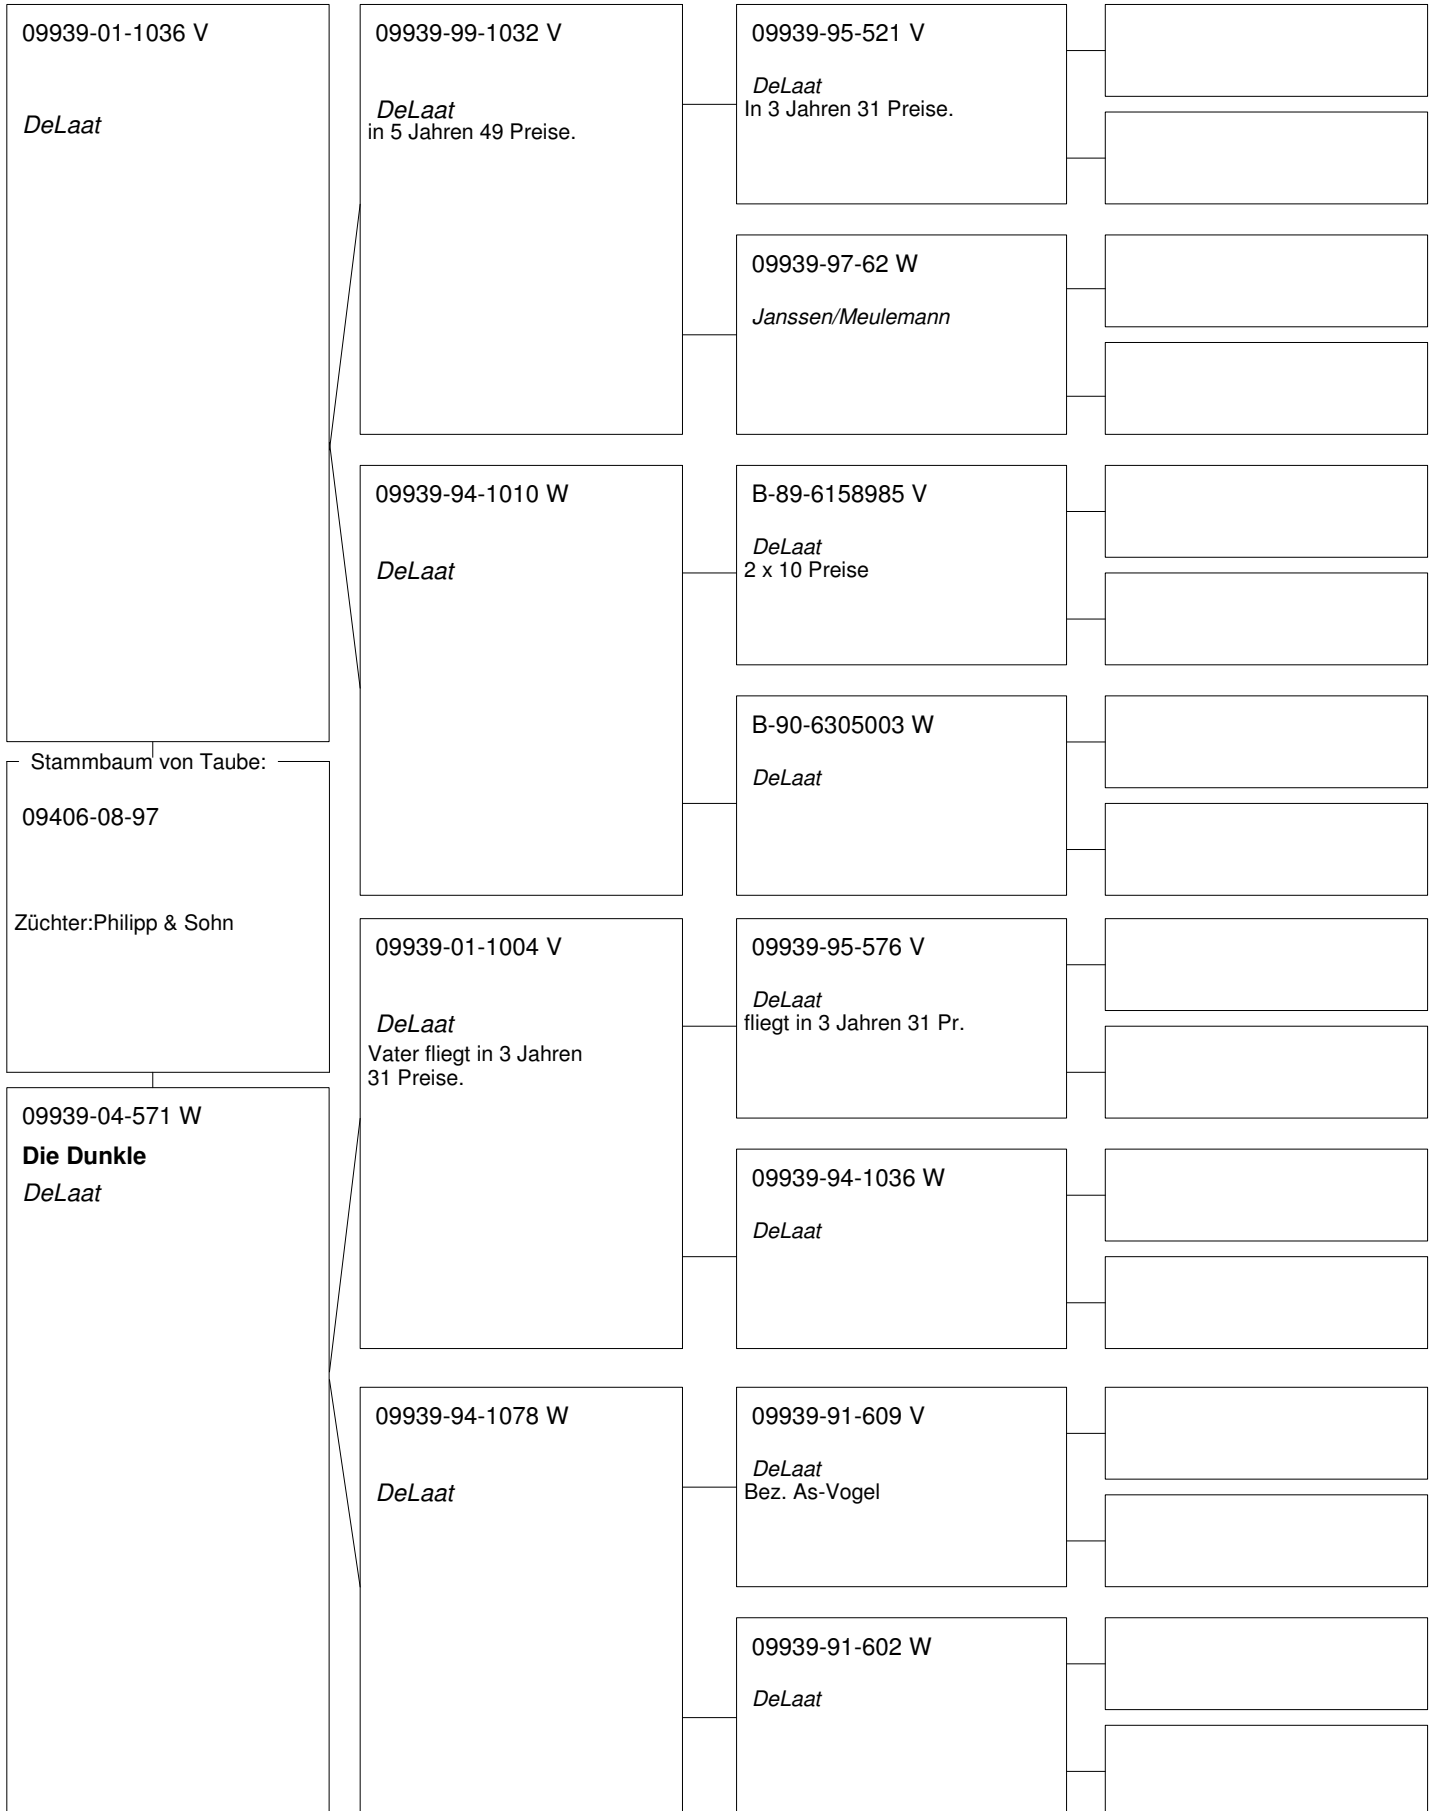 09939-01-1036 V
DeLaat
Stammbaum von Taube:
09406-08-97
Züchter:Philipp & Sohn
09939-04-571 W
Die Dunkle
DeLaat
09939-99-1032 V
DeLaat
in 5 Jahren 49 Preise.
09939-94-1010 W
DeLaat
09939-01-1004 V
DeLaat
Vater fliegt in 3 Jahren
31 Preise.
09939-94-1078 W
DeLaat
09939-95-521 V
DeLaat
In 3 Jahren 31 Preise.
09939-97-62 W
Janssen/Meulemann
B-89-6158985 V
DeLaat
2 x 10 Preise
B-90-6305003 W
DeLaat
09939-95-576 V
DeLaat
fliegt in 3 Jahren 31 Pr.
09939-94-1036 W
DeLaat
09939-91-609 V
DeLaat
Bez. As-Vogel
09939-91-602 W
DeLaat